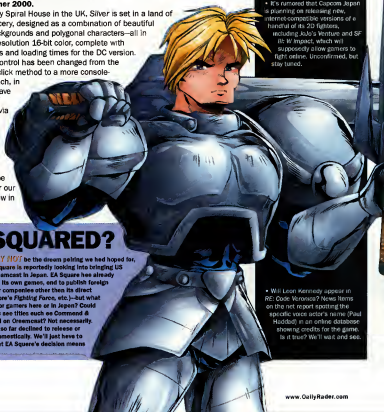 ner 2000.
y Spiral House in the UK, Silver is set in a land of
cery, designed as a combination of beautiful
ckgrounds and polygonal characters—all in
esolution 16-bit color, complete with
s and loading times for the DC version.
ontrol has been changed from the
click method to a more console-
ch, in
ave
via
be
r our
w in
• It's rumored that Capcom Japan
is planning on releasing new,
internet-compatible versions of a
handful of its 2D fighters,
including JoJo's Venture and SF
III: W Impact, which will
supposedly allow gamers to
fight online. Unconfirmed, but
stay tuned.
SQUARED?
Y NOT be the dream pairing we had hoped for,
quare is reportedly looking into bringing US
eamcast in Japan. EA Square has already
its own games, and to publish foreign
companies other then its direct
re's Fighting Force, etc.)—but what
or gamers here or in Japan? Could
see titles such as Command &
on Dreamcast? Not necessarily.
so far declined to release or
omestically. We'll just have to
t EA Square's decision means
• Will Leon Kennedy appear in
RE: Code Veronica? News items
on the net report spotting the
specific voice actor's name (Paul
Haddad) in an online database
showing credits for the game.
Is it true? We'll wait and see.
www.DailyRadar.com